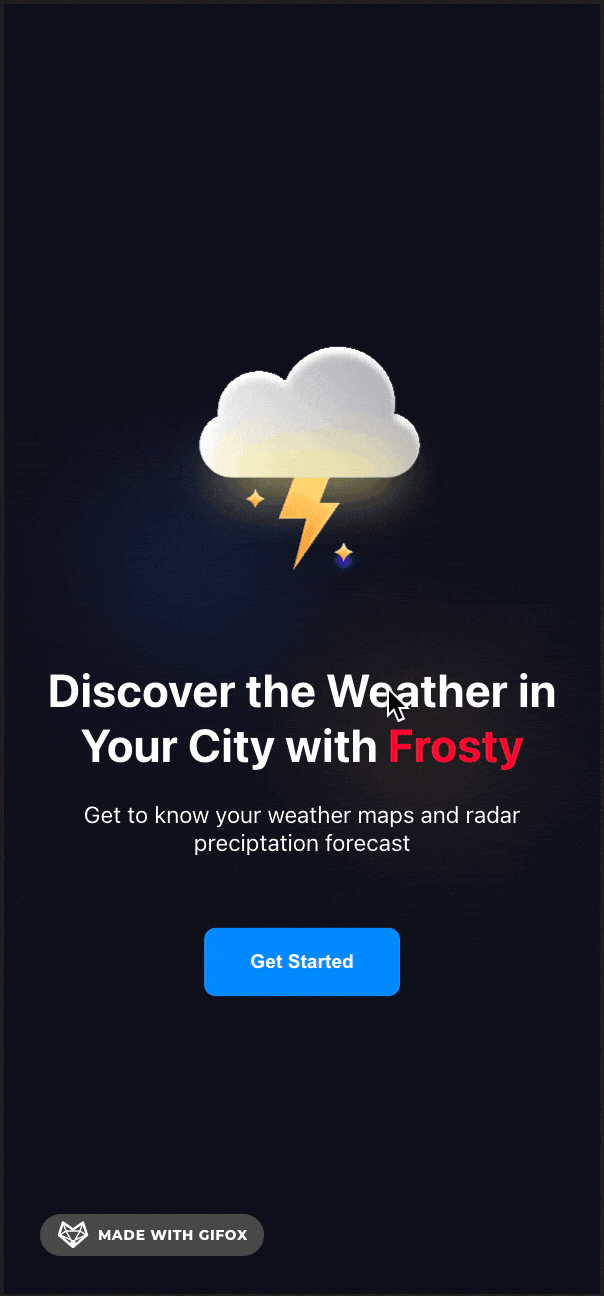 Discover the Weather in
Your City with Frosty
Get to know your weather maps and radar
preciptation forecast
Get Started
MADE WITH GIFOX